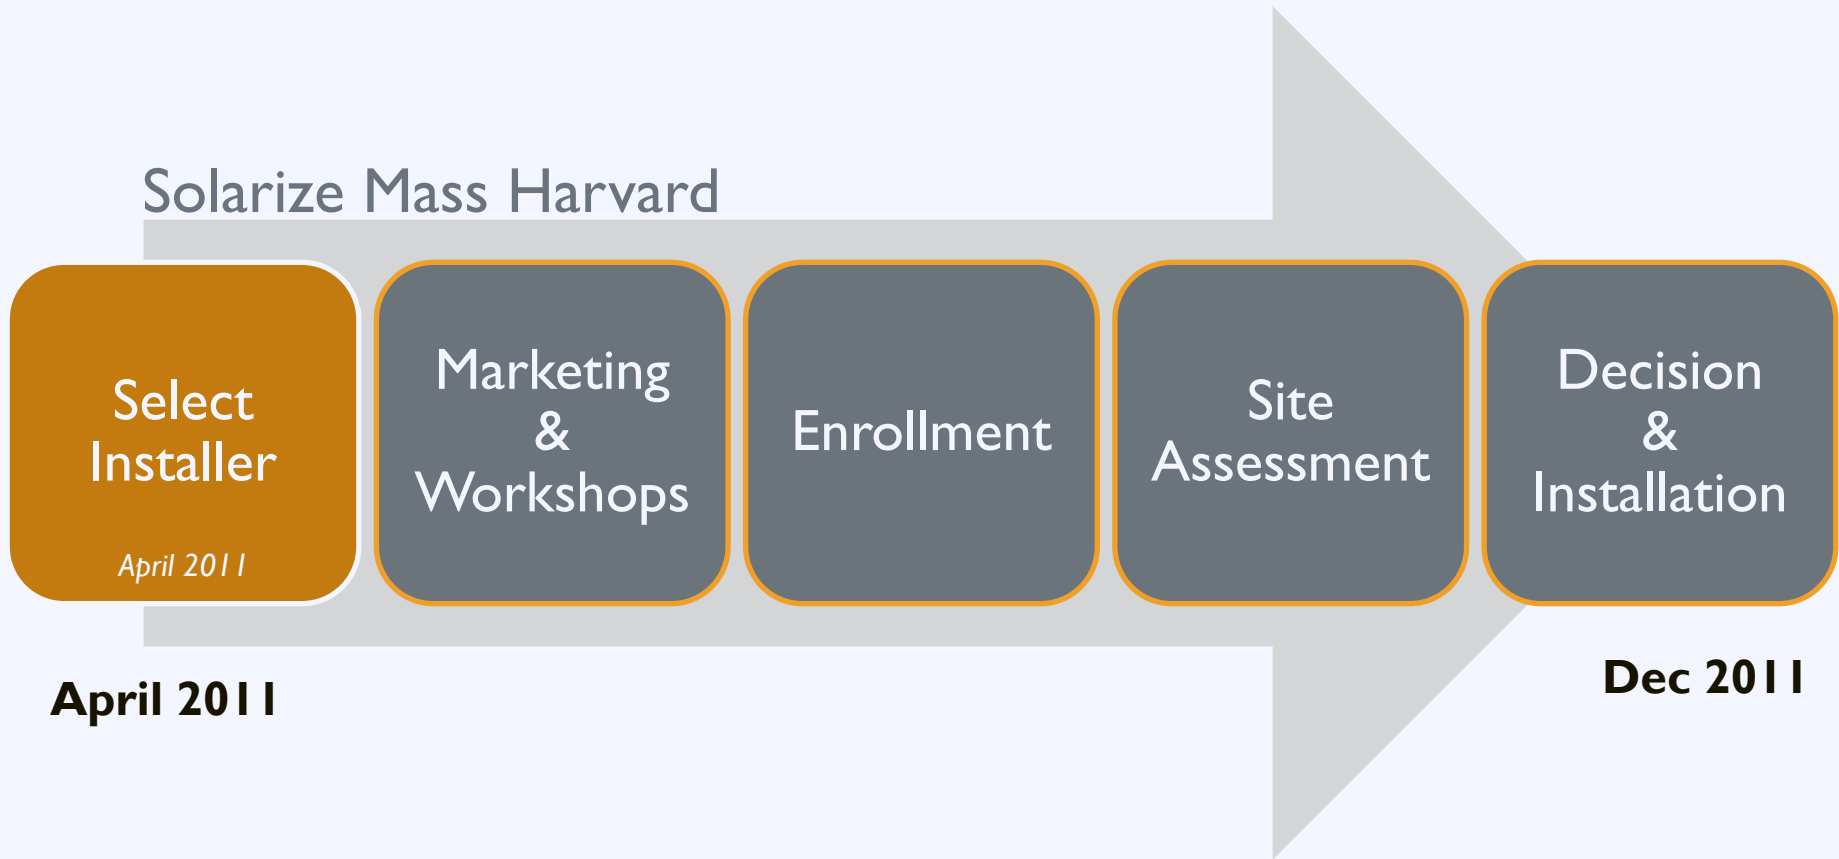 Solarize Mass Harvard
Select
Installer
April 2011
Marketing
&
Workshops
Enrollment
Site
Assessment
Decision
&
Installation
April 2011
Dec 2011